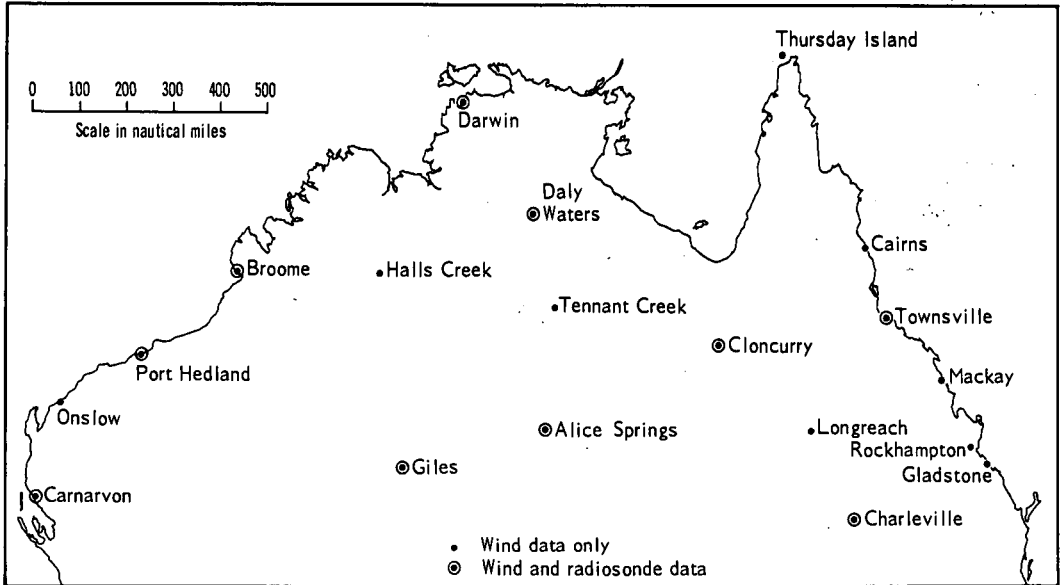 Thursday Island
0 100 200 300 400 500
Scale in nautical miles
Darwin
Daly
Waters
Cairns
Broome
Halls Creek
Tennant Creek
Townsville
Cloncurry
Port Hedland
Mackay
Onslow
Alice Springs
Longreach
Rockhampton
Giles
Gladstone
Carnarvon
Charleville
Wind data only
Wind and radiosonde data